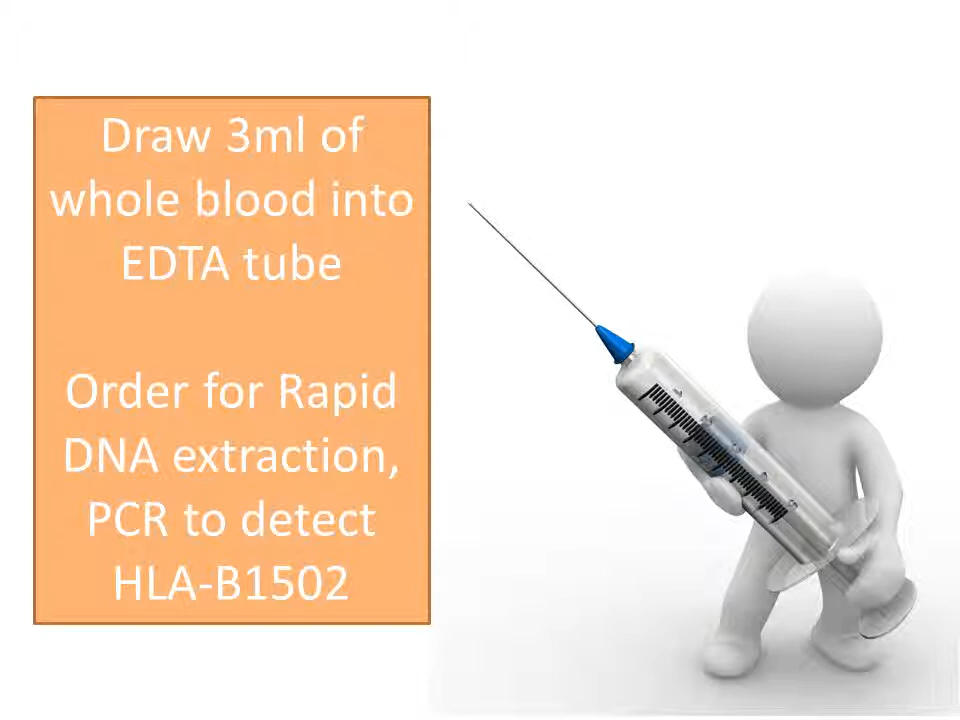 Draw 3ml of
whole blood into
EDTA tube
Order for Rapid
DNA extraction,
PCR to detect
HLA-B1502